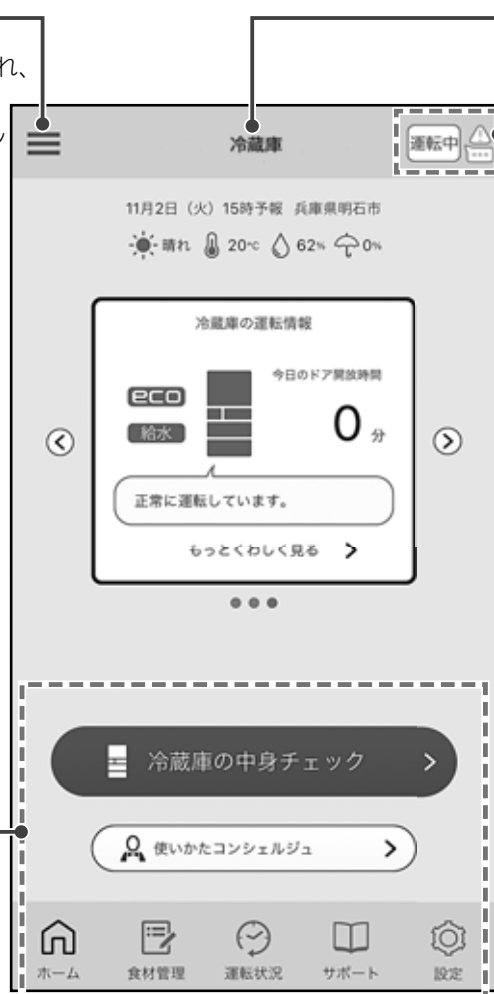 れ、
冷蔵庫
運転中
11月2日（火）15時予報 兵庫県明石市
晴れ 20℃ 62% 0%
冷蔵庫の運転情報
今日のドア開放時間
eco
給水
0分
正常に運転しています。
もっとくわしく見る
冷蔵庫の中身チェック
使いかたコンシェルジュ
ホーム 食材管理 運転状況 サポート 設定